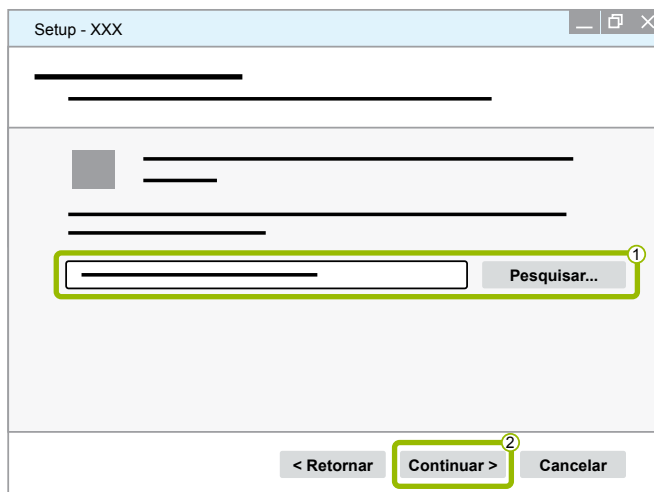 Setup - XXX
1
Pesquisar...
2
< Retornar
Continuar >
Cancelar